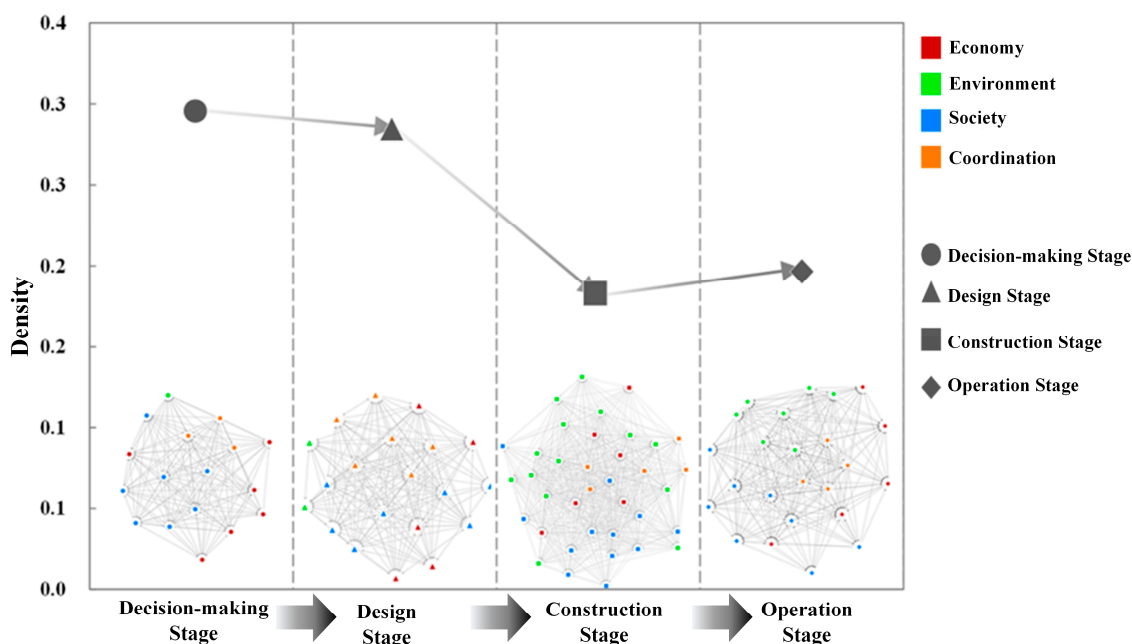 0.4
0.3
0.3
0.2
0.2
0.1
0.1
0.0
Density
Decision-making
Stage
Design
Stage
Construction
Stage
Operation
Stage
Economy
Environment
Society
Coordination
Decision-making Stage
Design Stage
Construction Stage
Operation Stage